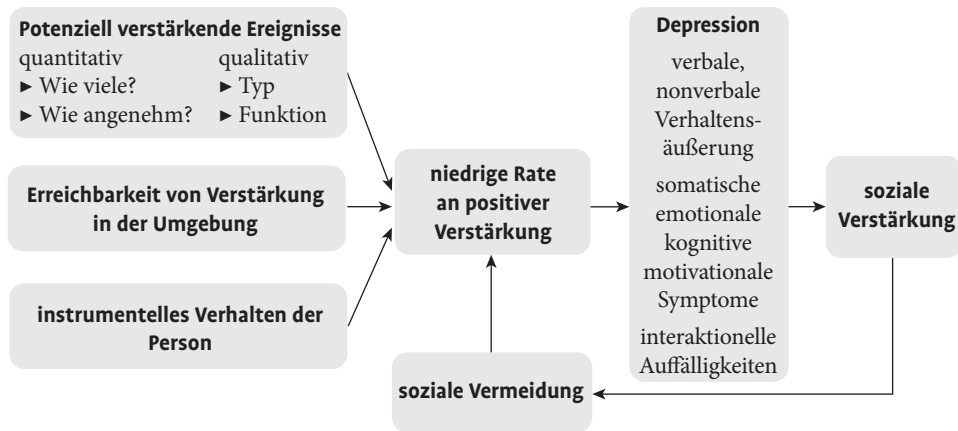 Potenziell verstärkende Ereignisse
quantitativ
▶ Wie viele?
▶ Wie angenehm?
qualitativ
▶ Typ
▶ Funktion
Erreichbarkeit von Verstärkung
in der Umgebung
instrumentelles Verhalten der
Person
niedrige Rate
an positiver
Verstärkung
soziale Vermeidung
Depression
verbale,
nonverbale
Verhaltens-
äußerung
somatische
emotionale
kognitive
motivationale
Symptome
interaktionelle
Auffälligkeiten
soziale
Verstärkung